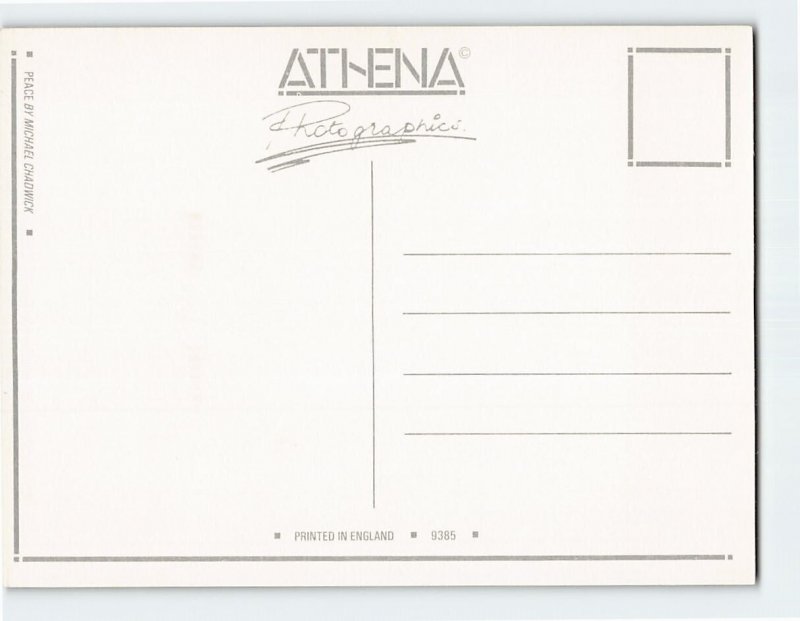 ATHENA©
Photographics.
PEACE BY MICHAEL CHADWICK
PRINTED IN ENGLAND ■ 9385